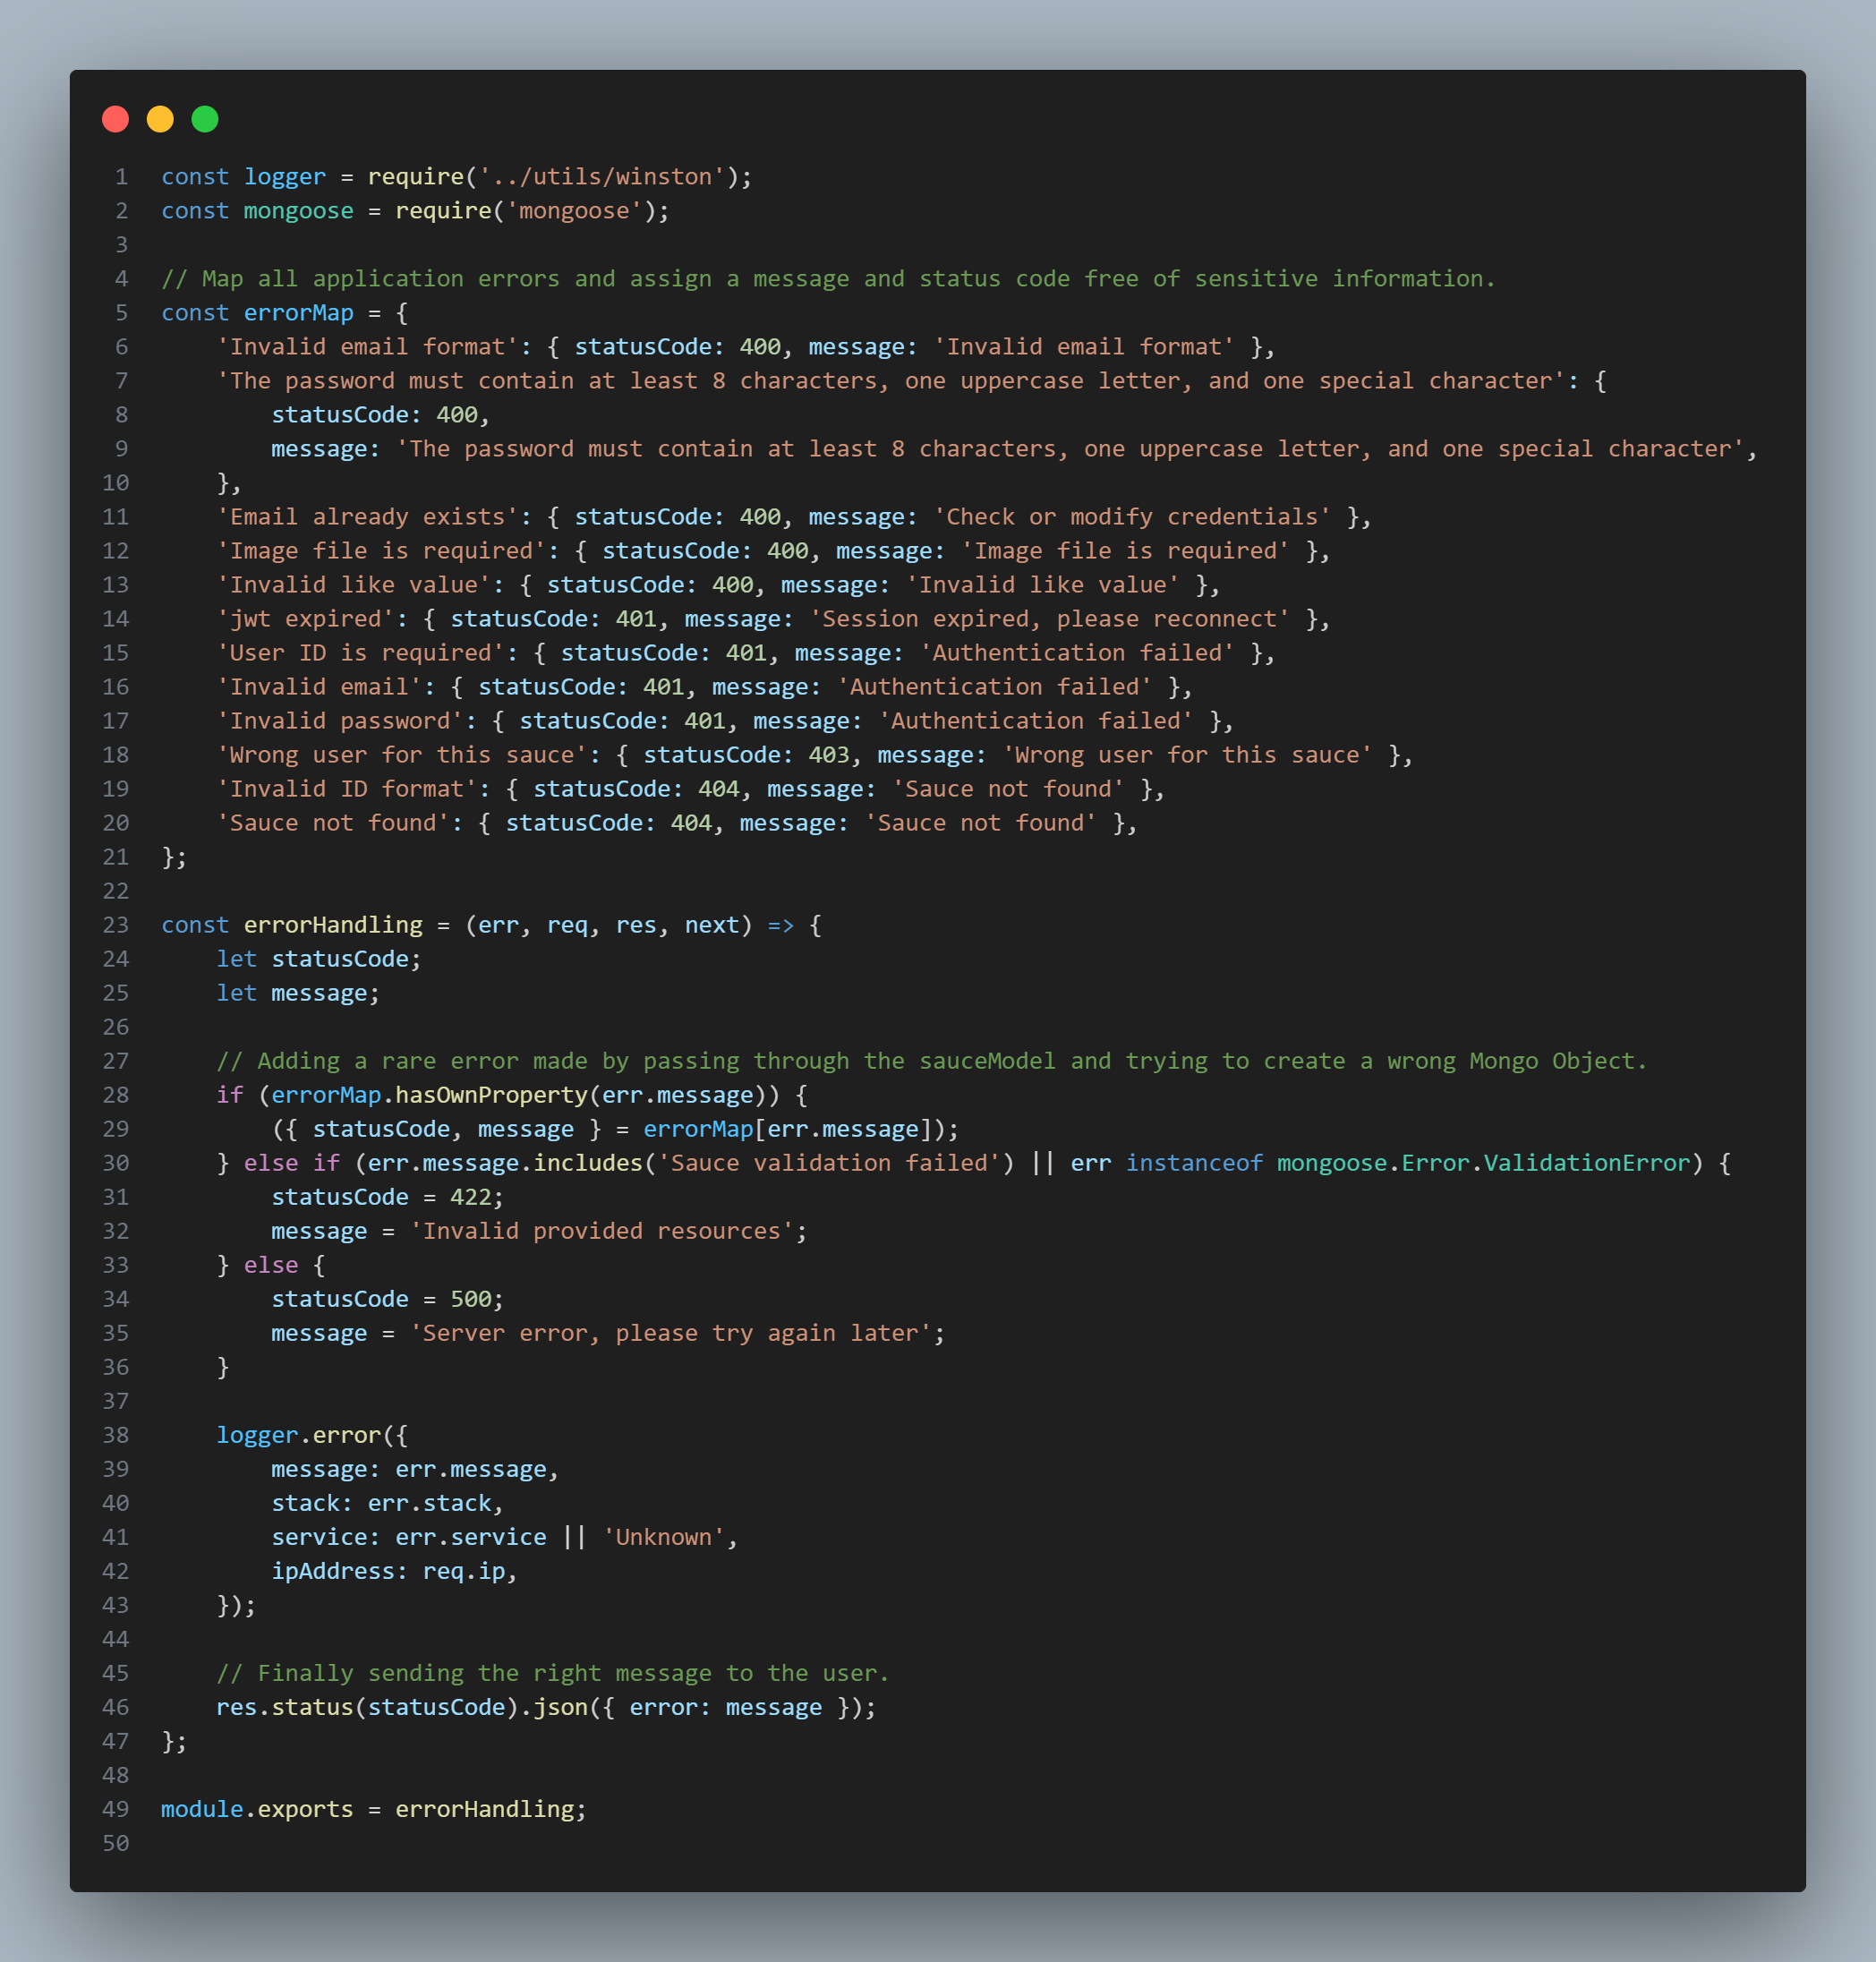 1 const logger = require('../utils/winston');
2 const mongoose = require('mongoose');
3
4 // Map all application errors and assign a message and status code free of sensitive information.
5 const errorMap = {
6     'Invalid email format': { statusCode: 400, message: 'Invalid email format' },
7     'The password must contain at least 8 characters, one uppercase letter, and one special character': {
8         statusCode: 400,
9         message: 'The password must contain at least 8 characters, one uppercase letter, and one special character',
10     },
11     'Email already exists': { statusCode: 400, message: 'Check or modify credentials' },
12     'Image file is required': { statusCode: 400, message: 'Image file is required' },
13     'Invalid like value': { statusCode: 400, message: 'Invalid like value' },
14     'jwt expired': { statusCode: 401, message: 'Session expired, please reconnect' },
15     'User ID is required': { statusCode: 401, message: 'Authentication failed' },
16     'Invalid email': { statusCode: 401, message: 'Authentication failed' },
17     'Invalid password': { statusCode: 401, message: 'Authentication failed' },
18     'Wrong user for this sauce': { statusCode: 403, message: 'Wrong user for this sauce' },
19     'Invalid ID format': { statusCode: 404, message: 'Sauce not found' },
20     'Sauce not found': { statusCode: 404, message: 'Sauce not found' },
21 };
22
23 const errorHandling = (err, req, res, next) => {
24     let statusCode;
25     let message;
26
27     // Adding a rare error made by passing through the sauceModel and trying to create a wrong Mongo Object.
28     if (errorMap.hasOwnProperty(err.message)) {
29         ({ statusCode, message } = errorMap[err.message]);
30     } else if (err.message.includes('Sauce validation failed') || err instanceof mongoose.Error.ValidationError) {
31         statusCode = 422;
32         message = 'Invalid provided resources';
33     } else {
34         statusCode = 500;
35         message = 'Server error, please try again later';
36     }
37
38     logger.error({
39         message: err.message,
40         stack: err.stack,
41         service: err.service || 'Unknown',
42         ipAddress: req.ip,
43     });
44
45     // Finally sending the right message to the user.
46     res.status(statusCode).json({ error: message });
47 };
48
49 module.exports = errorHandling;
50